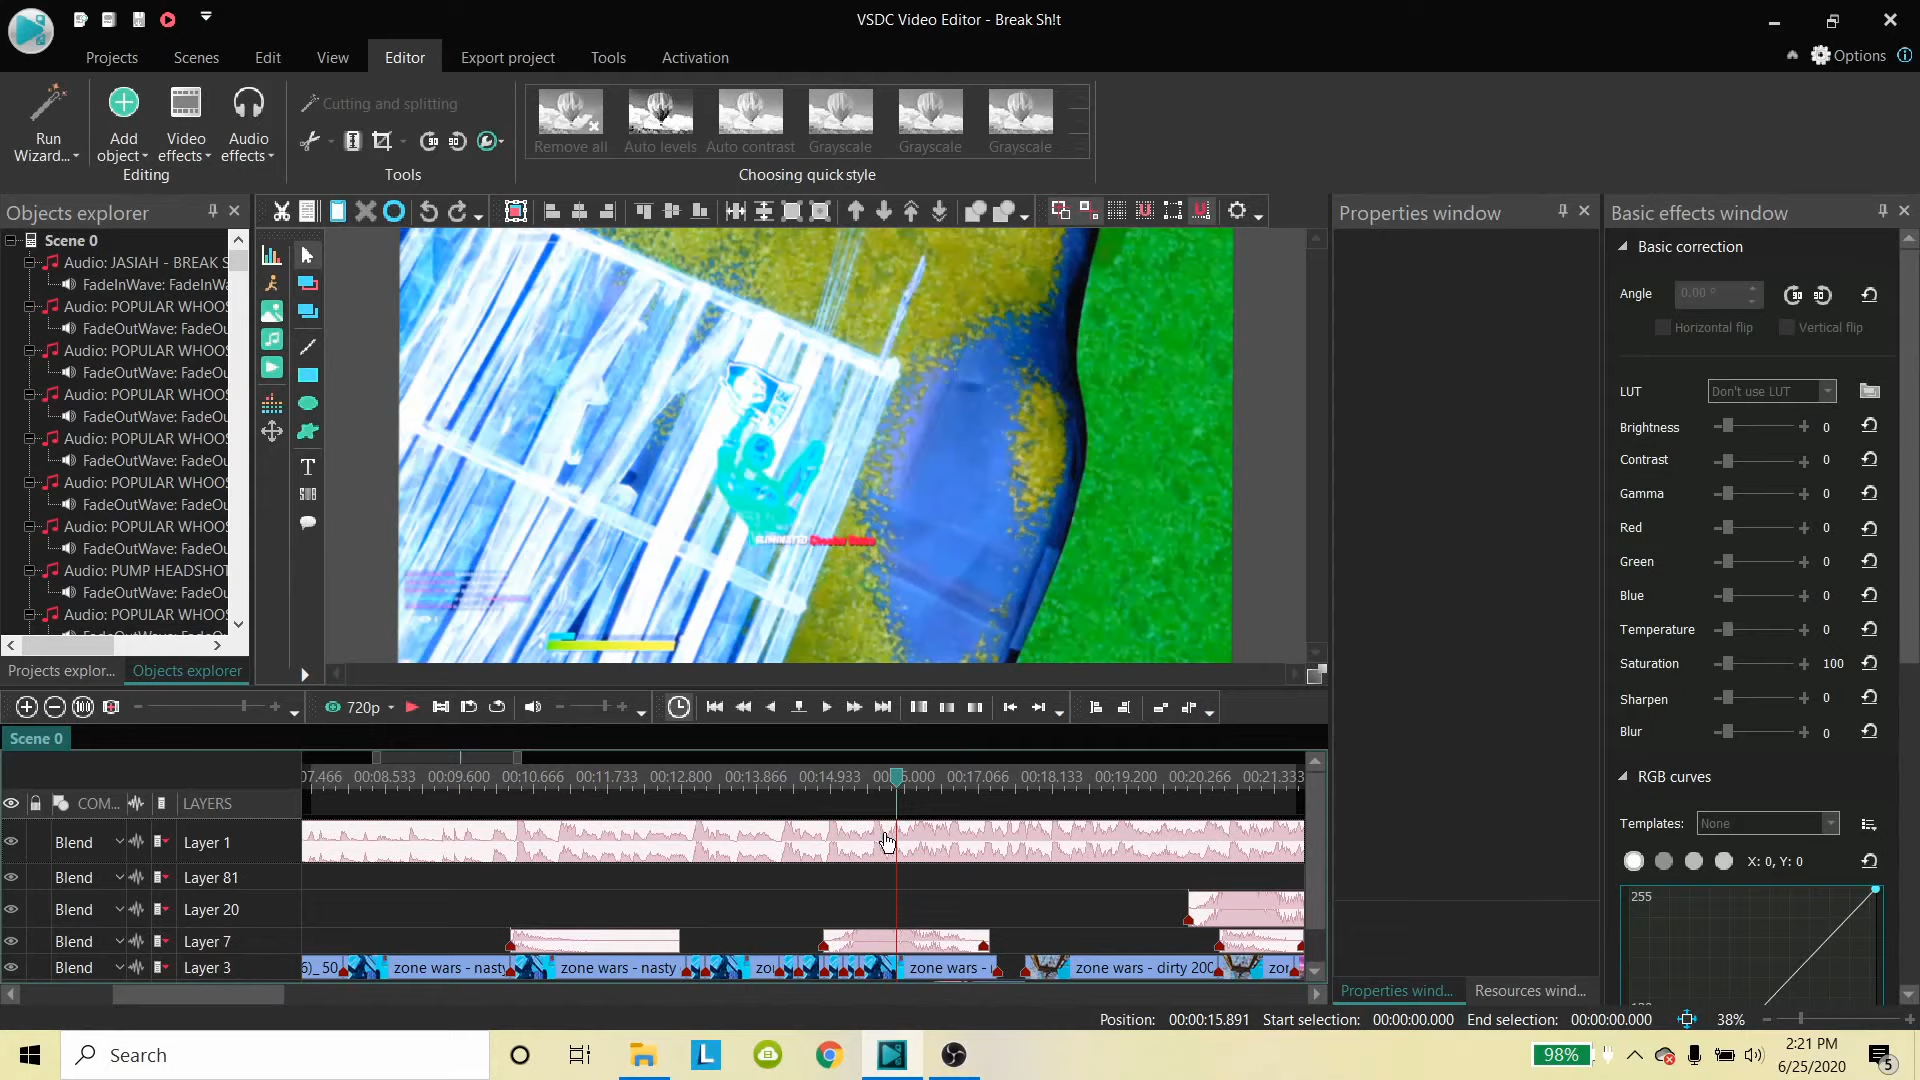 VSDC Video Editor - Break Sh!t
Projects
Scenes
Edit
View
Editor
Export project
Tools
Activation
Options
Run Wizard...
Add object
Video effects
Audio effects
Editing
Cutting and splitting
Tools
Remove all
Auto levels
Auto contrast
Grayscale
Grayscale
Grayscale
Choosing quick style
Objects explorer
Scene 0
Audio: JASIAH - BREAK S
FadeInWave: FadeInWa
Audio: POPULAR WHOOS
FadeOutWave: FadeOu
Audio: POPULAR WHOOS
FadeOutWave: FadeOu
Audio: POPULAR WHOOS
FadeOutWave: FadeOu
Audio: POPULAR WHOOS
FadeOutWave: FadeOu
Audio: POPULAR WHOOS
FadeOutWave: FadeOu
Audio: POPULAR WHOOS
FadeOutWave: FadeOu
Audio: PUMP HEADSHOT
FadeOutWave: FadeOu
Audio: POPULAR WHOOS
Projects explor...
Objects explorer
ELIMINATED
Properties window
Basic effects window
Basic correction
Angle
0.00 °
Horizontal flip
Vertical flip
LUT
Don't use LUT
Brightness 0
Contrast 0
Gamma 0
Red 0
Green 0
Blue 0
Temperature 0
Saturation 100
Sharpen 0
Blur 0
RGB curves
Templates:
None
X: 0, Y: 0
255
Properties wind...
Resources wind...
720p
Scene 0
07.466 00:08.533 00:09.600 00:10.666 00:11.733 00:12.800 00:13.866 00:14.933 00:17.066 00:18.133 00:19.200 00:20.266 00:21.333
COM...
LAYERS
Blend
Layer 1
Blend
Layer 81
Blend
Layer 20
Blend
Layer 7
Blend
Layer 3
zone wars - nasty
zone wars - nasty
zone wars -
zone wars - dirty 200
Position: 00:00:15.891 Start selection: 00:00:00.000 End selection: 00:00:00.000 38%
Search
98%
2:21 PM
6/25/2020
5